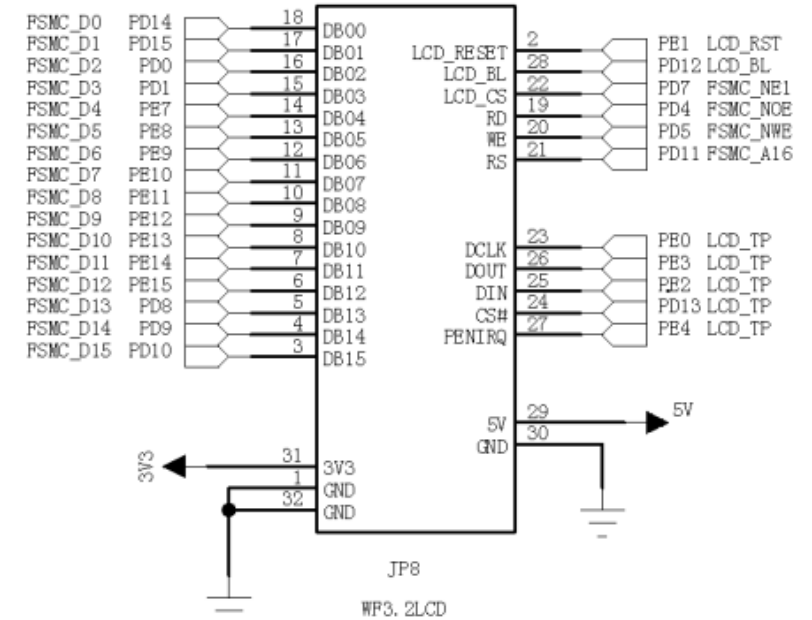 FSMC_D0 PD14 18 DB00
FSMC_D1 PD15 17 DB01
FSMC_D2 PD0 16 DB02
FSMC_D3 PD1 15 DB03
FSMC_D4 PE7 14 DB04
FSMC_D5 PE8 13 DB05
FSMC_D6 PE9 12 DB06
FSMC_D7 PE10 11 DB07
FSMC_D8 PE11 10 DB08
FSMC_D9 PE12 9 DB09
FSMC_D10 PE13 8 DB10
FSMC_D11 PE14 7 DB11
FSMC_D12 PE15 6 DB12
FSMC_D13 PD8 5 DB13
FSMC_D14 PD9 4 DB14
FSMC_D15 PD10 3 DB15
3V3 31 3V3
1 GND
32 GND
LCD_RESET 2 PE1 LCD_RST
LCD_BL 28 PD12 LCD_BL
LCD_CS 22 PD7 FSMC_NE1
RD 19 PD4 FSMC_NOE
WE 20 PD5 FSMC_NWE
RS 21 PD11 FSMC_A16
DCLK 23 PE0 LCD_TP
DOUT 26 PE3 LCD_TP
DIN 25 PE2 LCD_TP
CS# 24 PD13 LCD_TP
PENIRQ 27 PE4 LCD_TP
5V 29 5V
GND 30
JP8
WF3.2LCD